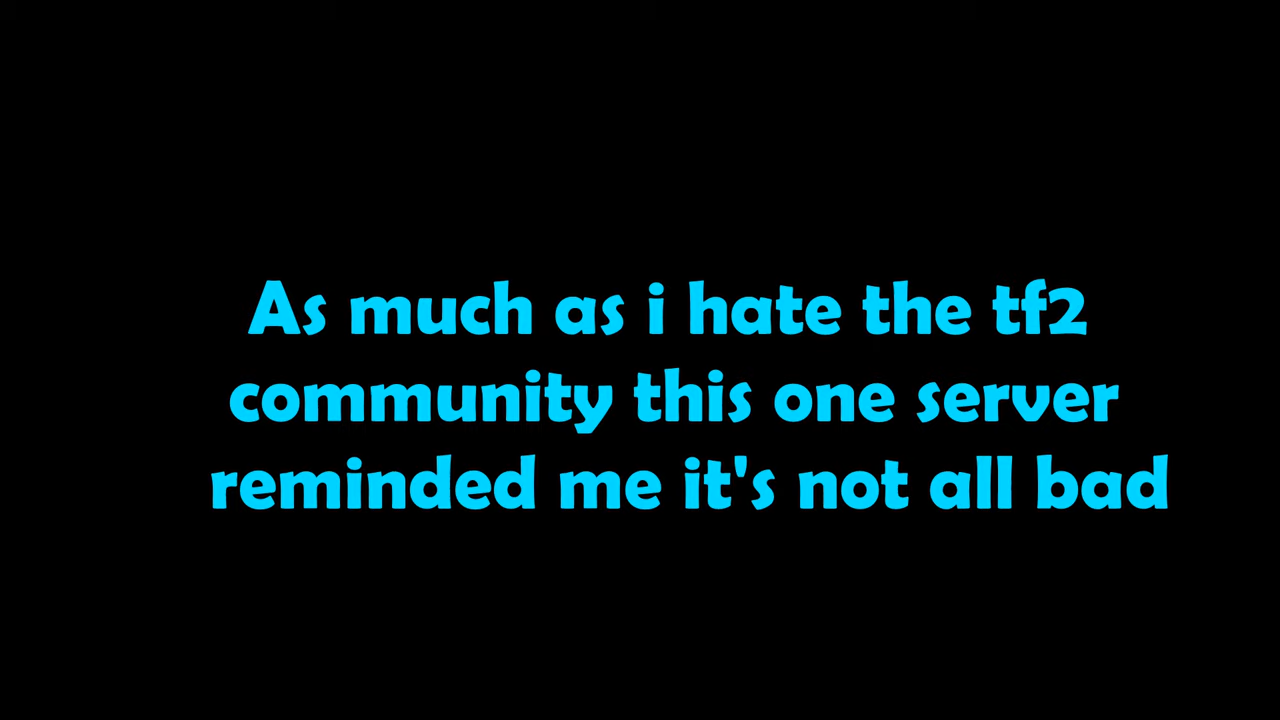 As much as i hate the tf2
community this one server
reminded me it's not all bad